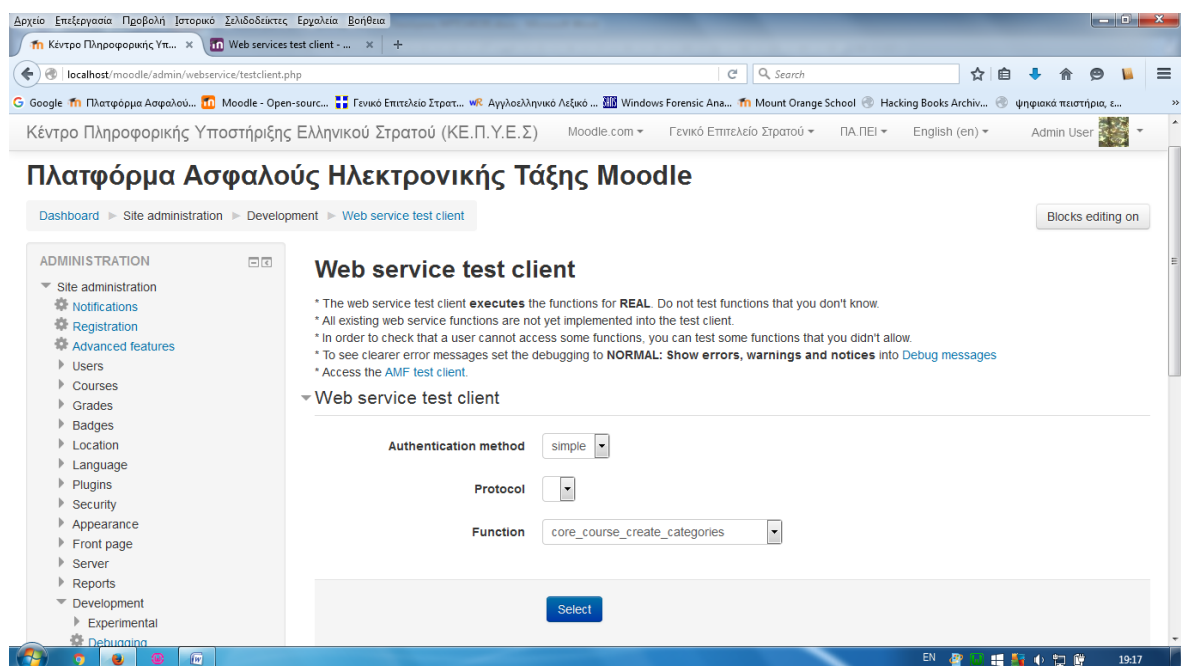 Αρχείο Επεξεργασία Προβολή Ιστορικό Σελιδοδείκτες Εργαλεία Βοήθεια
Κέντρο Πληροφορικής Υπ... × Web services test client - ... × +
localhost/moodle/admin/webservice/testclient.php Search
Google Πλατφόρμα Ασφαλού... Moodle - Open-sourc... Γενικό Επιτελείο Στρατ... wR Αγγλοελληνικό Λεξικό ... Windows Forensic Ana... Mount Orange School Hacking Books Archiv... ψηφιακά πειστήρια, ε... »
Κέντρο Πληροφορικής Υποστήριξης Ελληνικού Στρατού (ΚΕ.Π.Υ.Ε.Σ) Moodle.com Γενικό Επιτελείο Στρατού ΠΑ.ΠΕΙ English (en) Admin User
Πλατφόρμα Ασφαλούς Ηλεκτρονικής Τάξης Moodle
Dashboard Site administration Development Web service test client Blocks editing on
ADMINISTRATION
Site administration
Notifications
Registration
Advanced features
Users
Courses
Grades
Badges
Location
Language
Plugins
Security
Appearance
Front page
Server
Reports
Development
Experimental
Debugging
Web service test client
* The web service test client executes the functions for REAL. Do not test functions that you don't know.
* All existing web service functions are not yet implemented into the test client.
* In order to check that a user cannot access some functions, you can test some functions that you didn't allow.
* To see clearer error messages set the debugging to NORMAL: Show errors, warnings and notices into Debug messages
* Access the AMF test client.
Web service test client
Authentication method simple
Protocol
Function core_course_create_categories
Select
EN 19:17